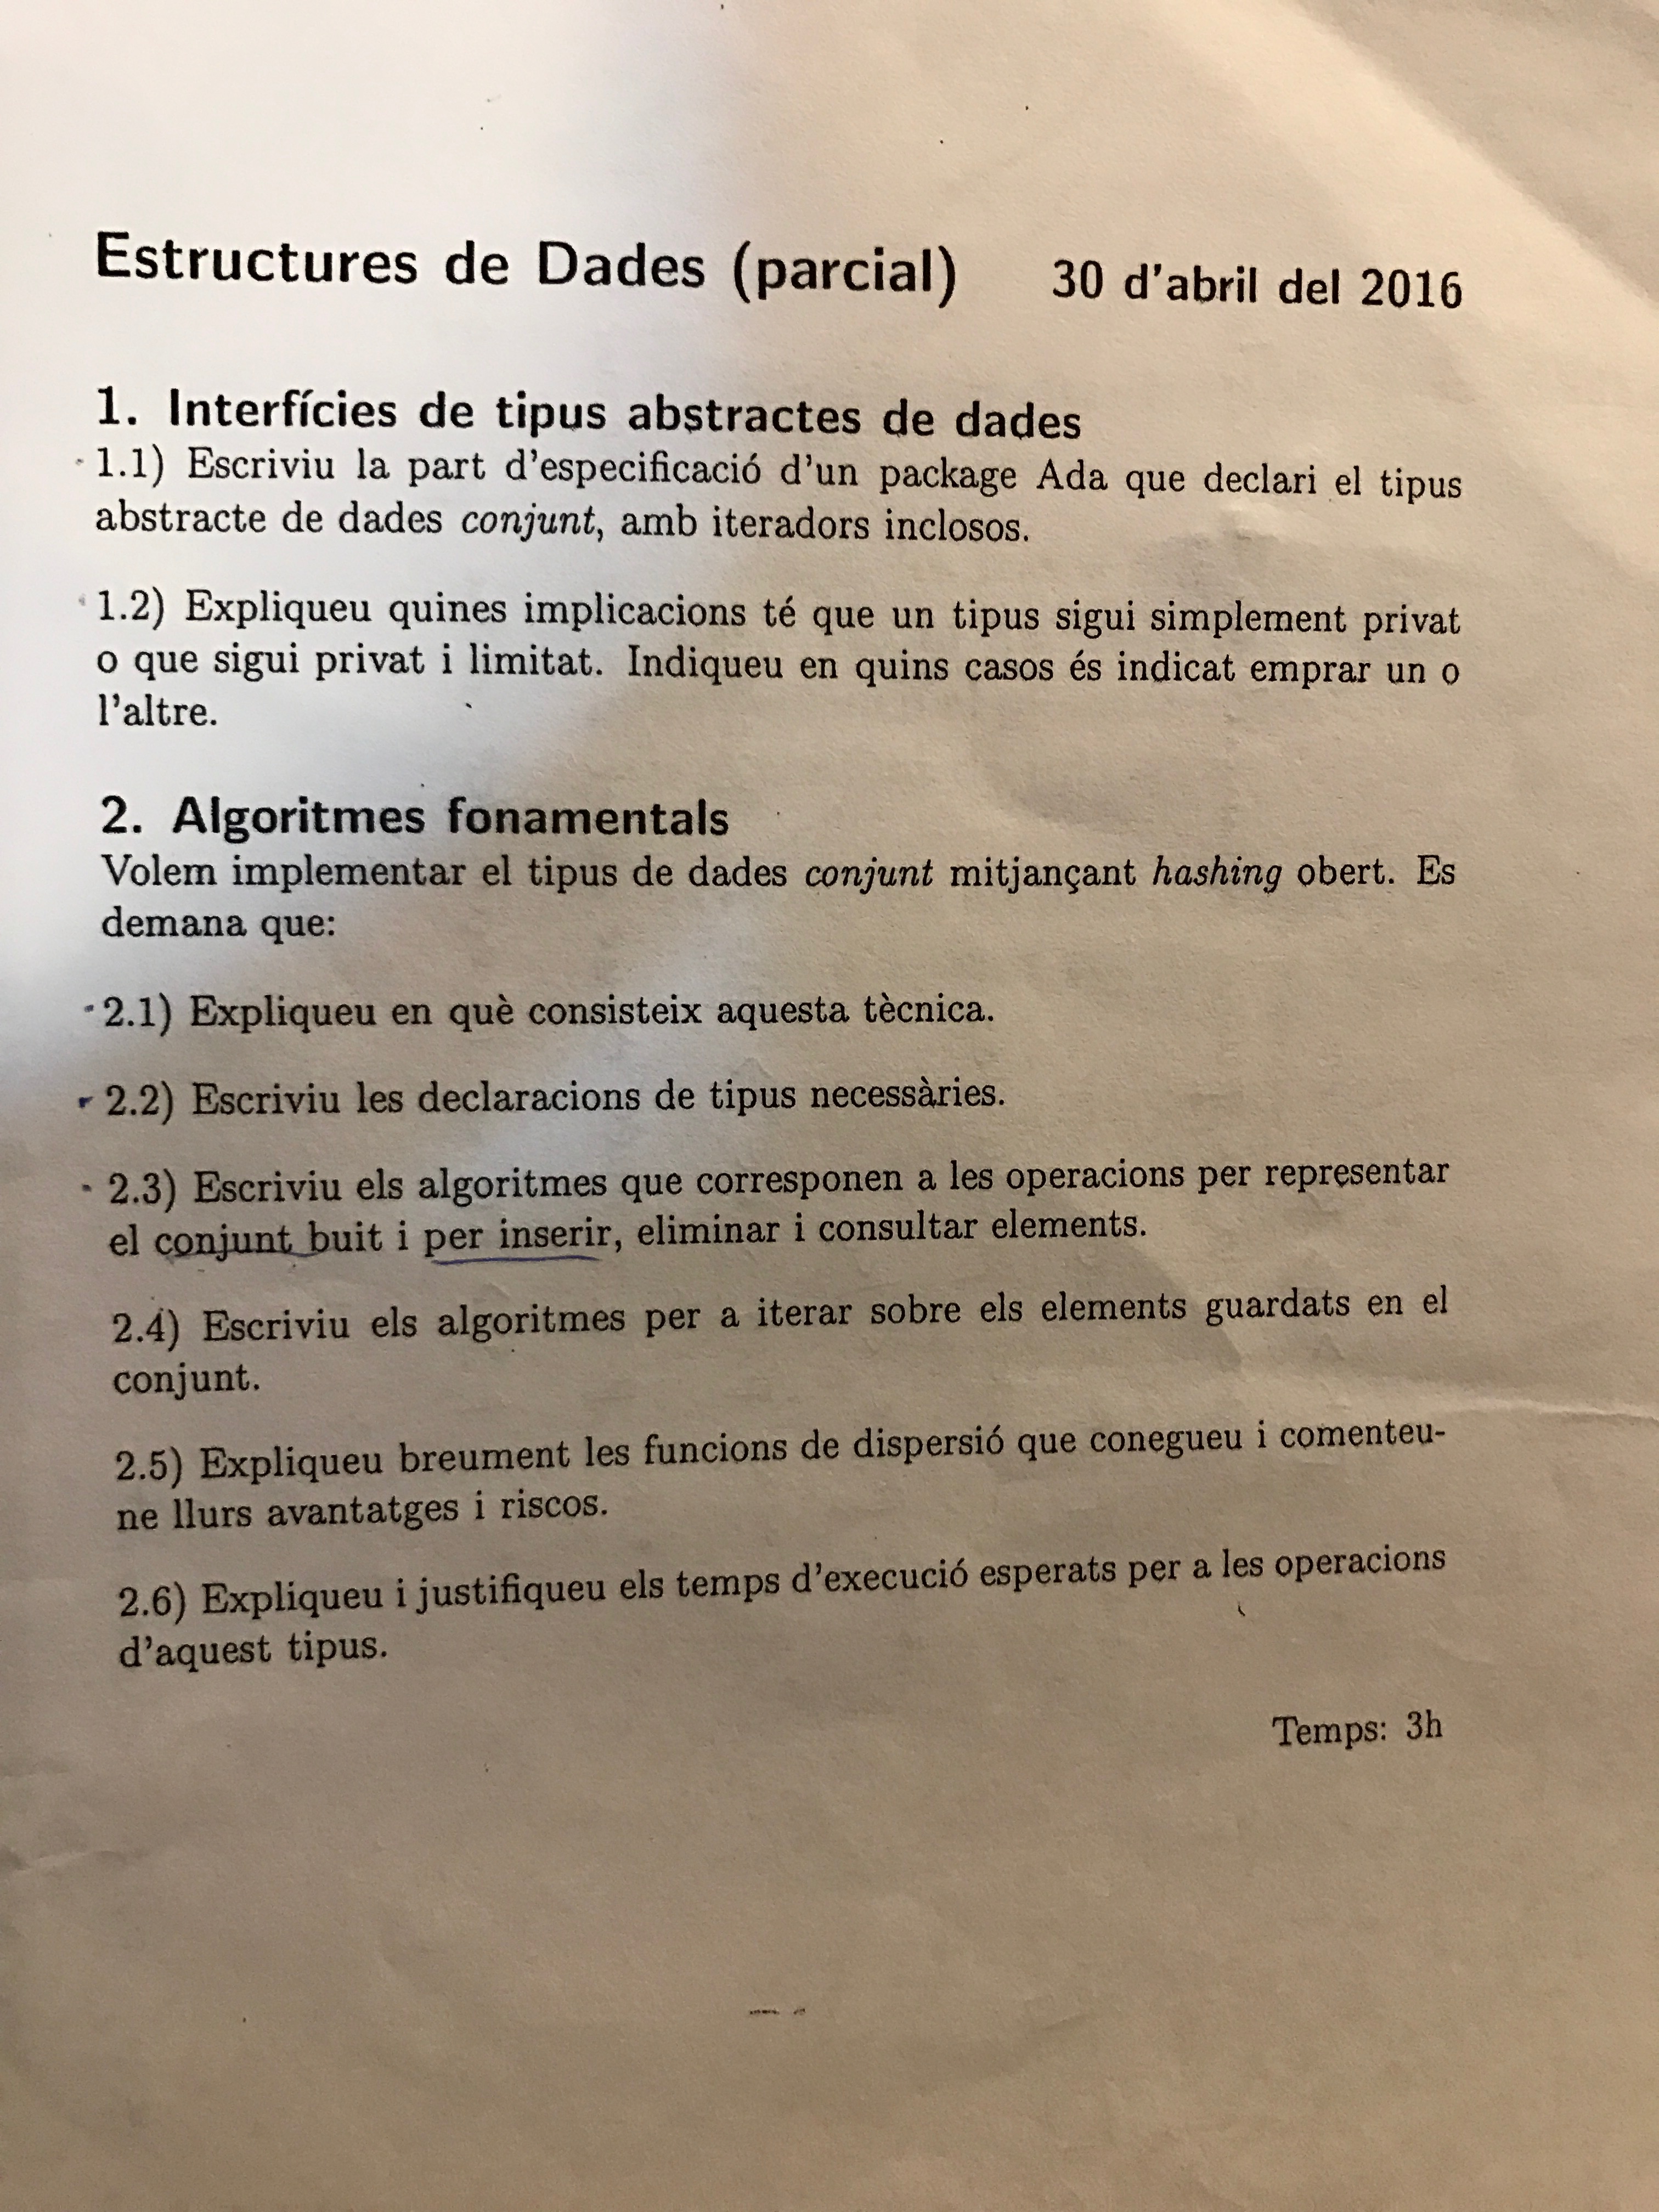 Estructures de Dades (parcial) 30 d'abril del 2016
1. Interfícies de tipus abstractes de dades
1.1) Escriviu la part d'especificació d'un package Ada que declari el tipus
abstracte de dades conjunt, amb iteradors inclosos.
1.2) Expliqueu quines implicacions té que un tipus sigui simplement privat
o que sigui privat i limitat. Indiqueu en quins casos és indicat emprar un o
l'altre.
2. Algoritmes fonamentals
Volem implementar el tipus de dades conjunt mitjançant hashing obert. Es
demana que:
2.1) Expliqueu en què consisteix aquesta tècnica.
2.2) Escriviu les declaracions de tipus necessàries.
2.3) Escriviu els algoritmes que corresponen a les operacions per representar
el conjunt buit i per inserir, eliminar i consultar elements.
2.4) Escriviu els algoritmes per a iterar sobre els elements guardats en el
conjunt.
2.5) Expliqueu breument les funcions de dispersió que conegueu i comenteu-
ne llurs avantatges i riscos.
2.6) Expliqueu i justifiqueu els temps d'execució esperats per a les operacions
d'aquest tipus.
Temps: 3h